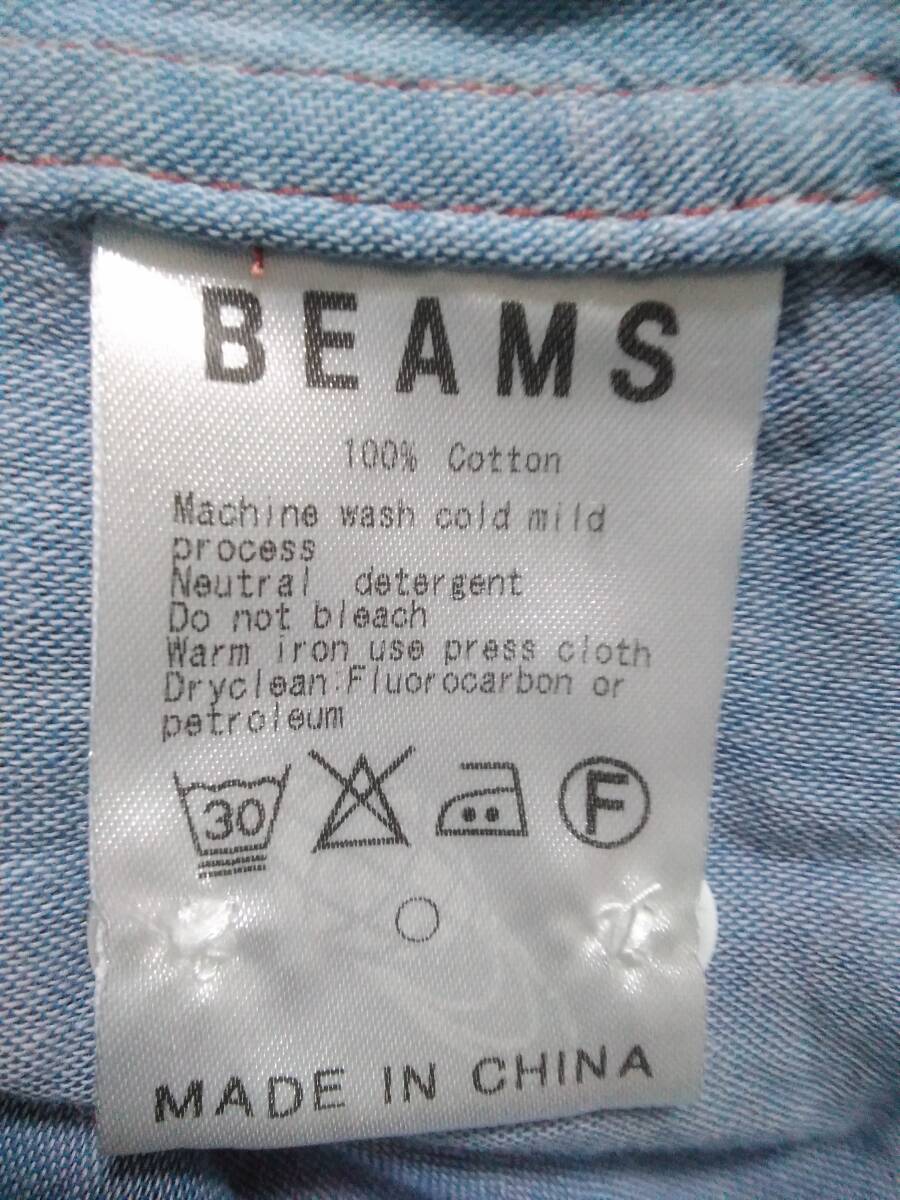 BEAMS
100% Cotton
Machine wash cold mild
process
Neutral detergent
Do not bleach
Warm iron use press cloth
Dryclean:Fluorocarbon or
petroleum
30
F
MADE IN CHINA